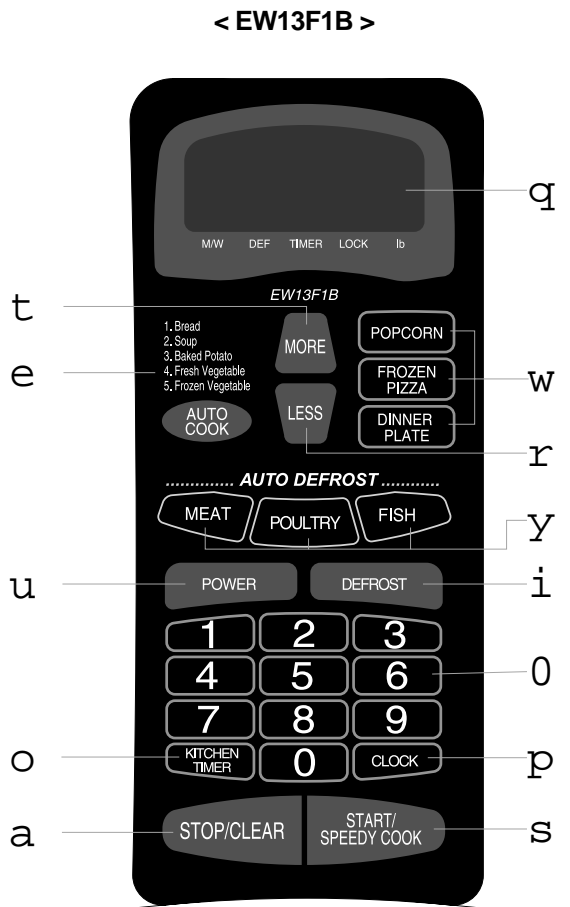 < EW13F1B >
q
M/W DEF TIMER LOCK lb
EW13F1B
t
e
1. Bread
2. Soup
3. Baked Potato
4. Fresh Vegetable
5. Frozen Vegetable
AUTO
COOK
MORE
LESS
POPCORN
FROZEN
PIZZA
DINNER
PLATE
w
r
.............. AUTO DEFROST ............
MEAT POULTRY FISH
y
u POWER DEFROST i
1 2 3
4 5 6 0
7 8 9
o KITCHEN
TIMER 0 CLOCK p
a STOP/CLEAR START/
SPEEDY COOK s